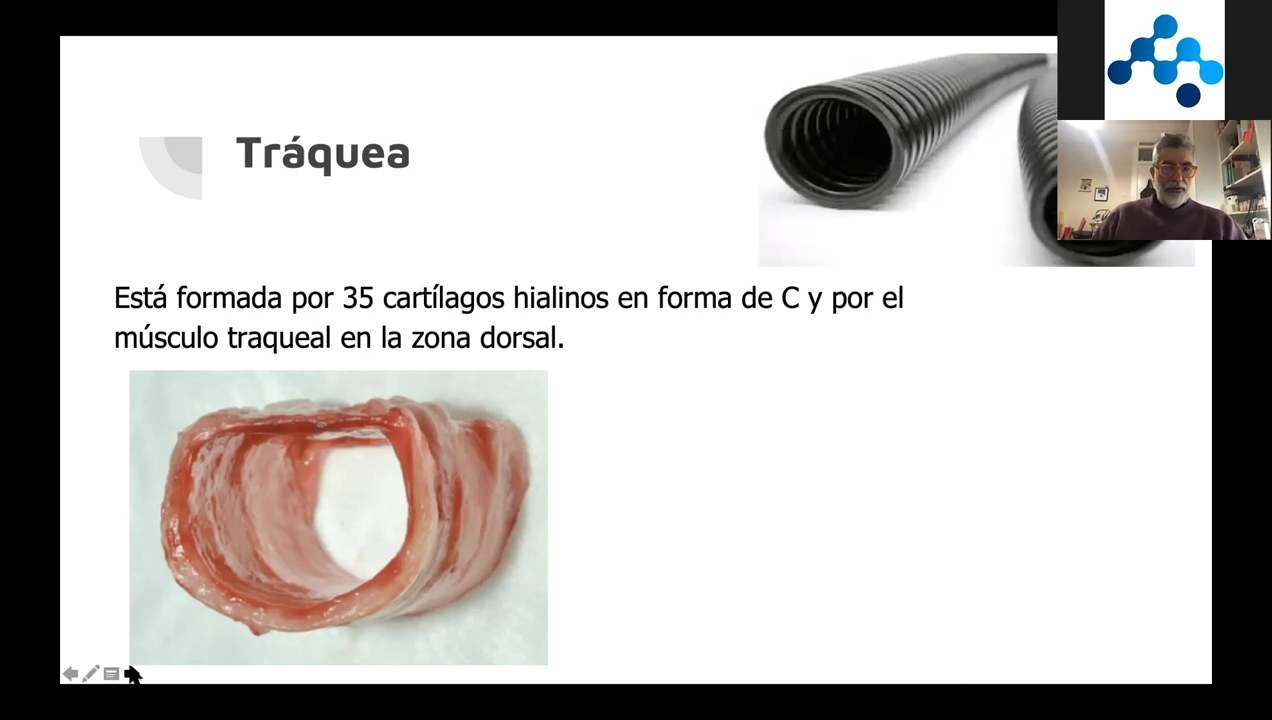 Tráquea
Está formada por 35 cartílagos hialinos en forma de C y por el
músculo traqueal en la zona dorsal.